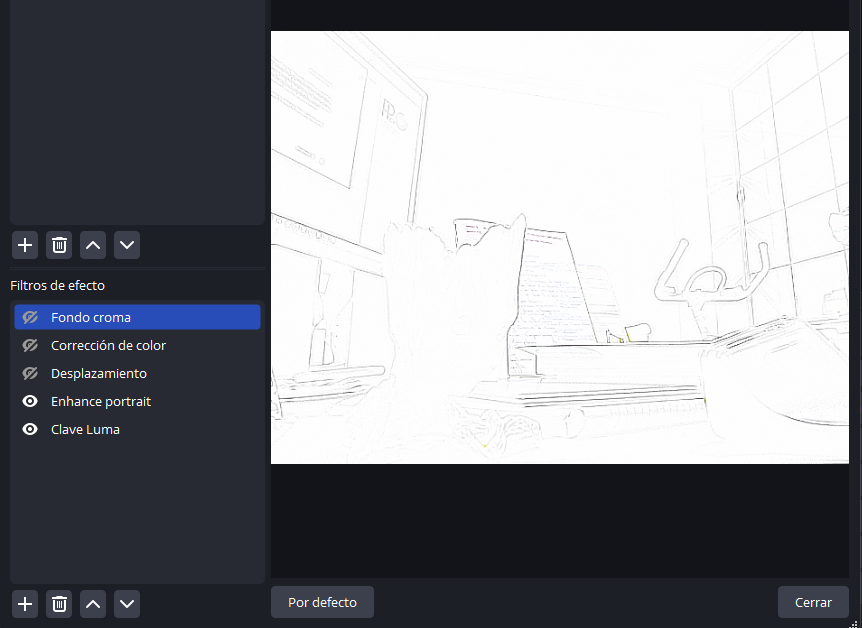 Filtros de efecto
Fondo croma
Corrección de color
Desplazamiento
Enhance portrait
Clave Luma
Por defecto
Cerrar